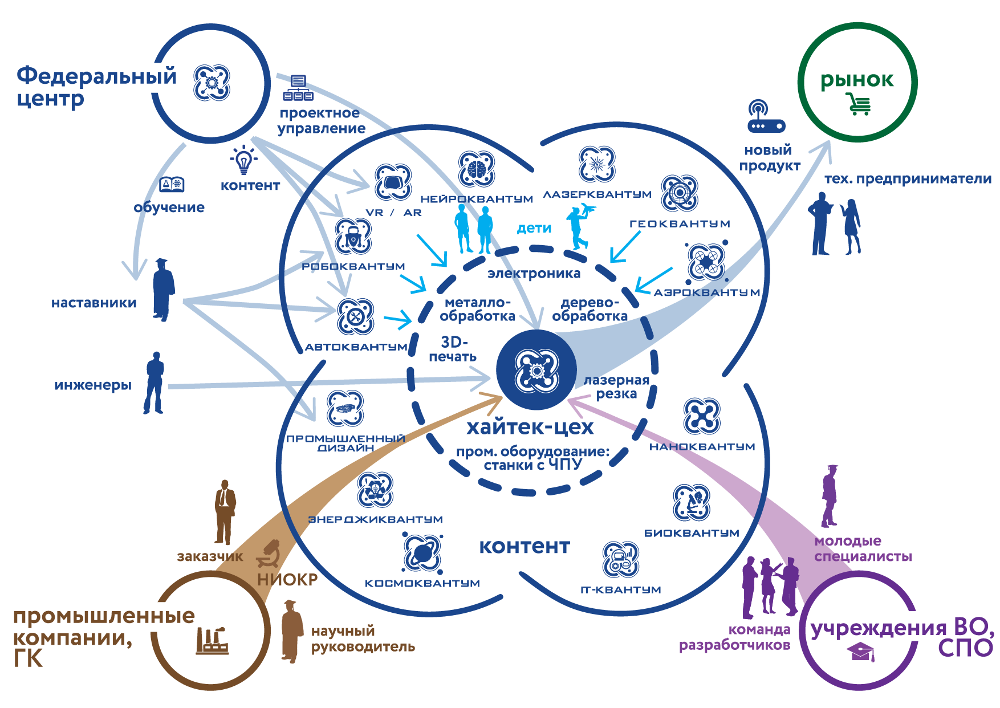 Федеральный
центр
проектное
управление
контент
обучение
наставники
инженеры
рынок
новый
продукт
тех. предприниматели
НЕЙРОКВАНТУМ
ЛАЗЕРКВАНТУМ
VR / AR
ГЕОКВАНТУМ
дети
РОБОКВАНТУМ
АЭРОКВАНТУМ
АВТОКВАНТУМ
электроника
металло-
обработка
дерево-
обработка
3D-
печать
лазерная
резка
хайтек-цех
пром. оборудование:
станки с ЧПУ
ПРОМЫШЛЕННЫЙ
ДИЗАЙН
НАНОКВАНТУМ
ЭНЕРДЖИКВАНТУМ
БИОКВАНТУМ
контент
КОСМОКВАНТУМ
IT-КВАНТУМ
заказчик
НИОКР
промышленные
компании,
ГК
научный
руководитель
молодые
специалисты
команда
разработчиков
учреждения ВО,
СПО